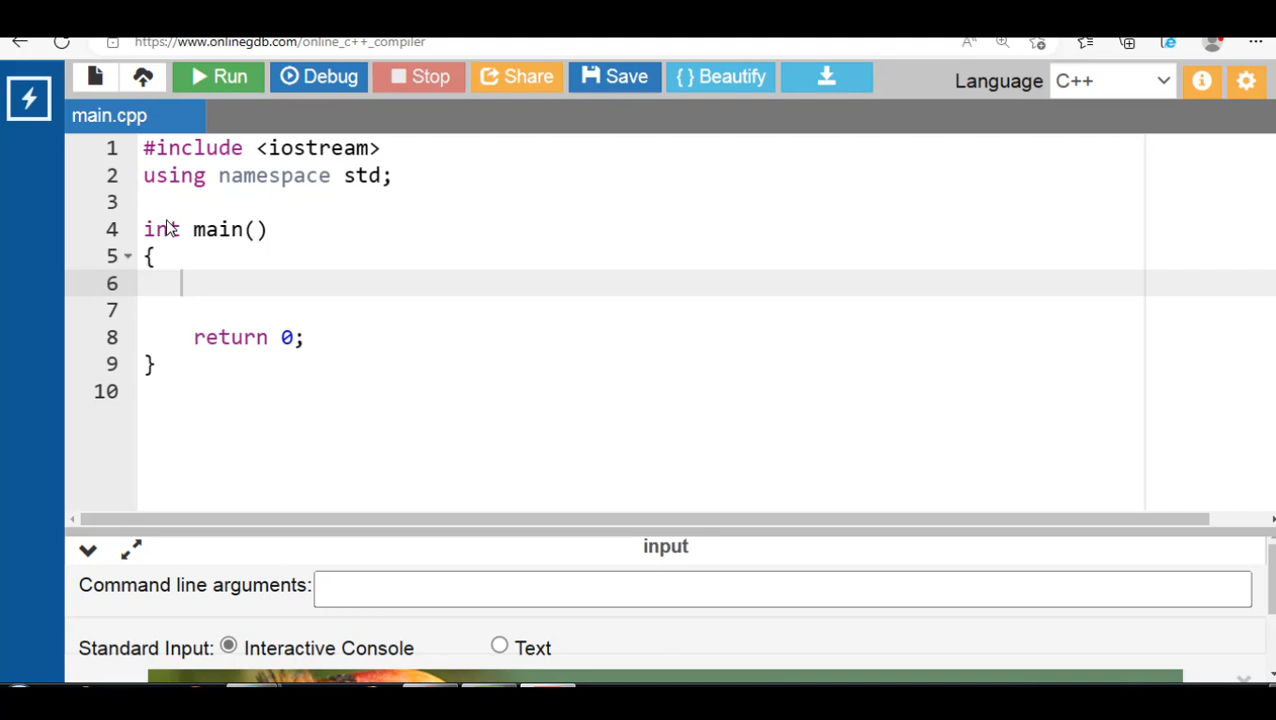 https://www.onlinegdb.com/online_c++_compiler
Run Debug Stop Share Save { } Beautify Language C++
main.cpp
1 #include <iostream>
2 using namespace std;
3
4 int main()
5 {
6
7
8 return 0;
9 }
10
input
Command line arguments:
Standard Input: Interactive Console Text